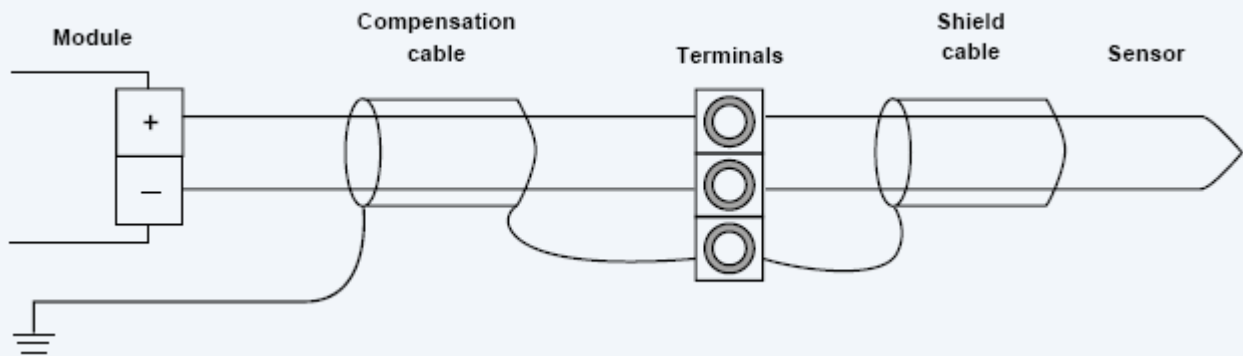 Module
Compensation
cable
Terminals
Shield
cable
Sensor
+
–